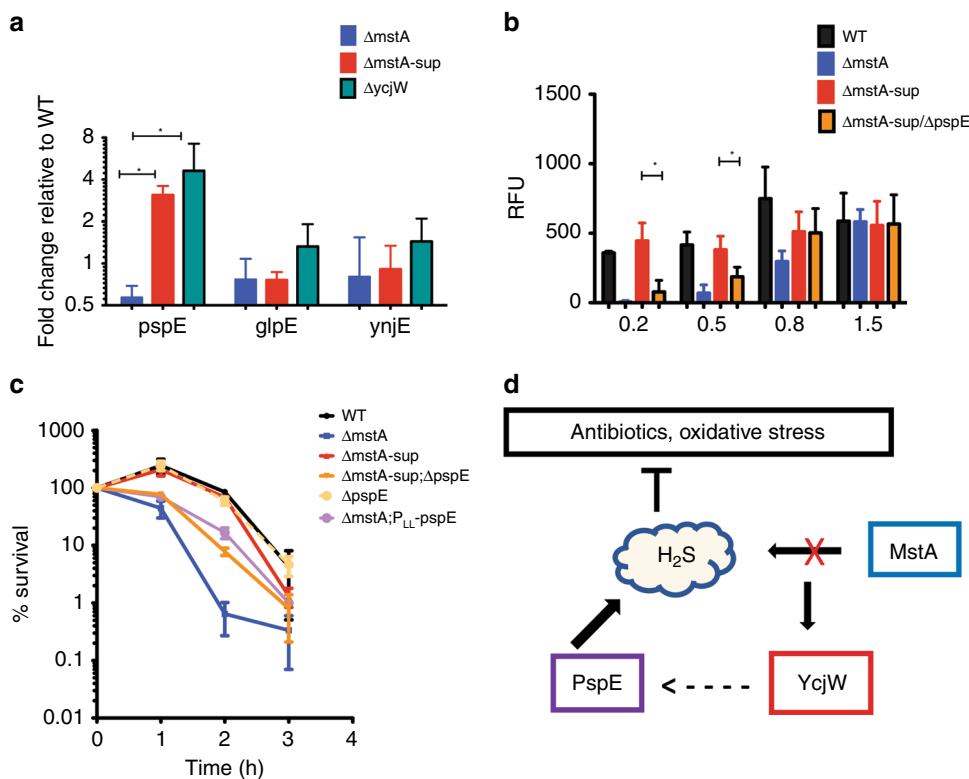 a
ΔmstA
ΔmstA-sup
ΔycjW
Fold change relative to WT
8
4
2
1
0.5
*
*
pspE
glpE
ynjE
b
WT
ΔmstA
ΔmstA-sup
ΔmstA-sup/ΔpspE
RFU
1500
1000
500
0
*
*
0.2
0.5
0.8
1.5
c
WT
ΔmstA
ΔmstA-sup
ΔmstA-sup;ΔpspE
ΔpspE
ΔmstA;PLL-pspE
% survival
1000
100
10
1
0.1
0.01
0
1
2
3
4
Time (h)
d
Antibiotics, oxidative stress
H2S
X
MstA
PspE
YcjW